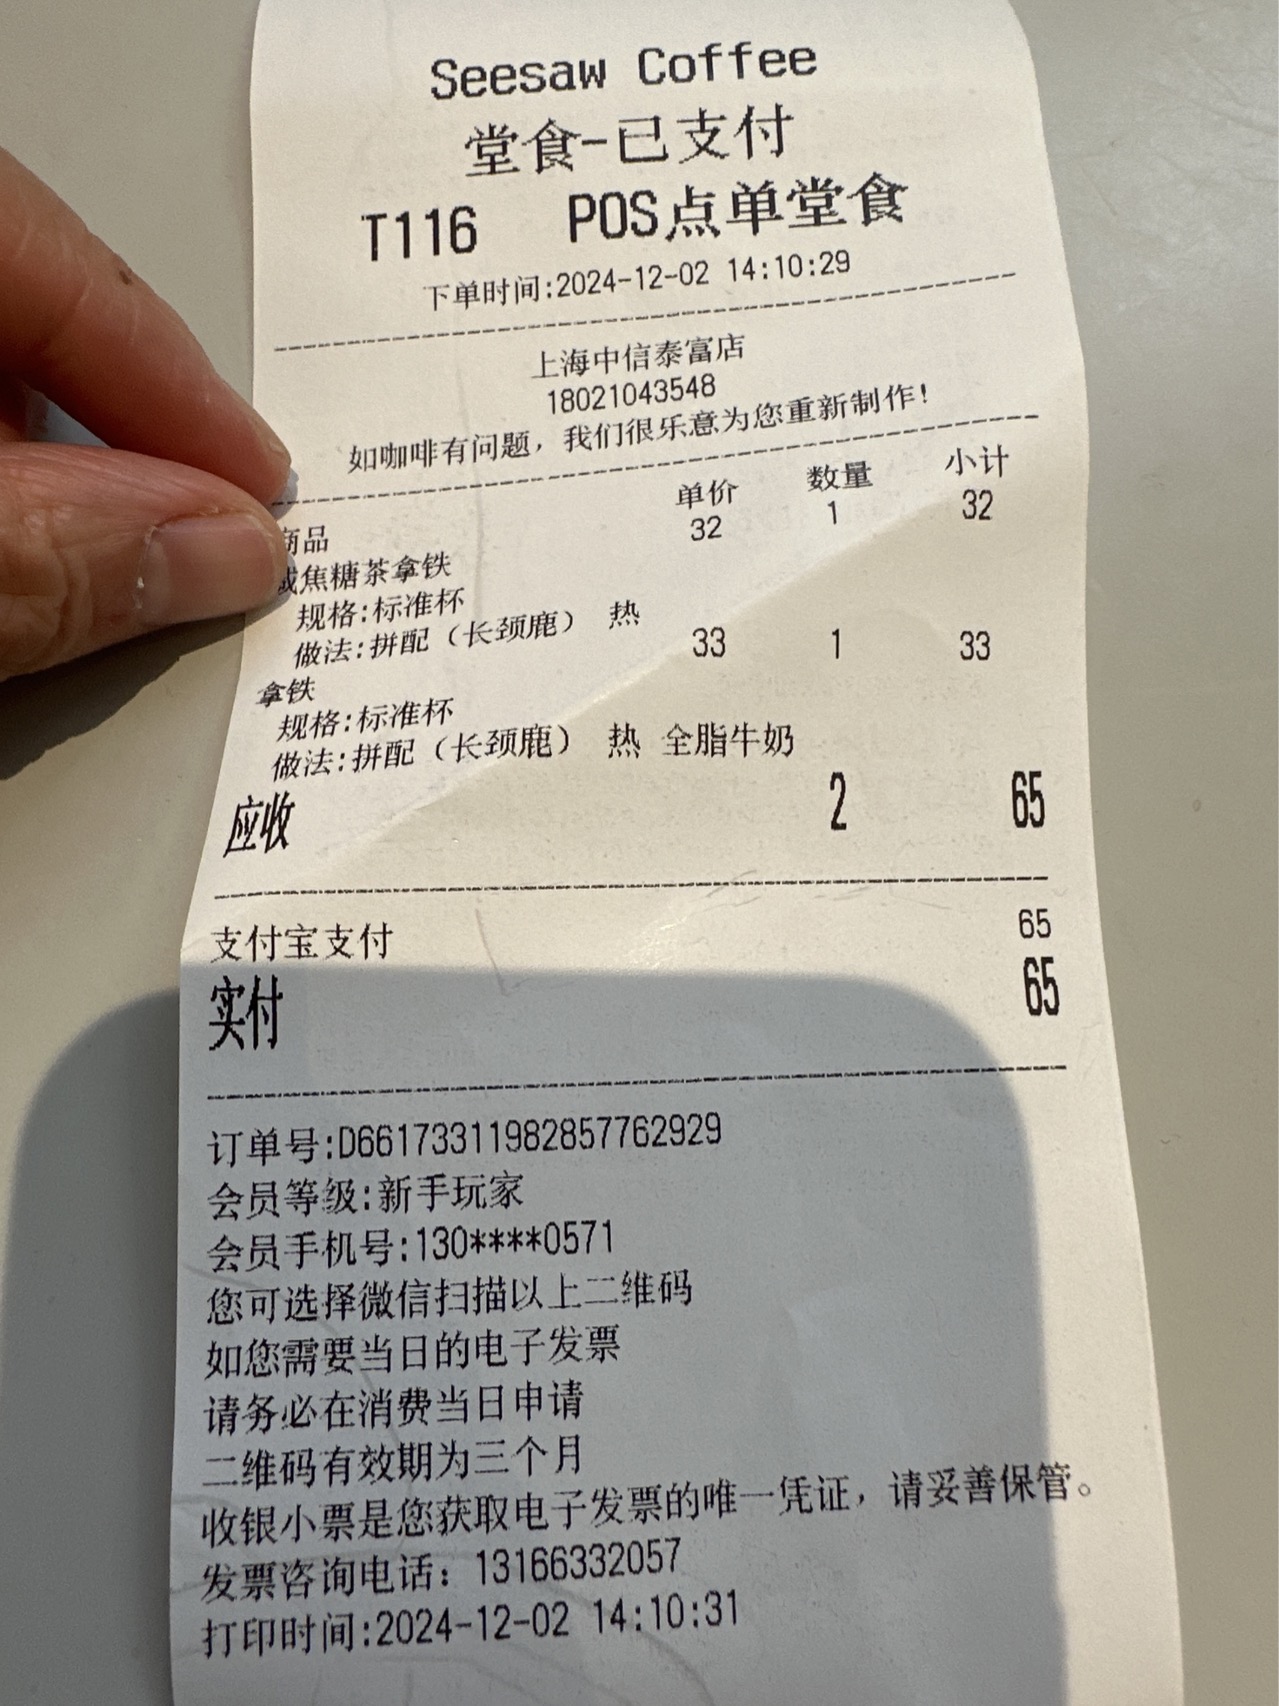 Seesaw Coffee
堂食-已支付
T116 POS点单堂食
下单时间:2024-12-02 14:10:29
上海中信泰富店
18021043548
如咖啡有问题，我们很乐意为您重新制作！
商品 单价 数量 小计
咸焦糖茶拿铁 32 1 32
规格:标准杯
做法:拼配（长颈鹿） 热
拿铁 33 1 33
规格:标准杯
做法:拼配（长颈鹿） 热 全脂牛奶
应收 2 65
支付宝支付 65
实付 65
订单号:D66173311982857762929
会员等级:新手玩家
会员手机号:130****0571
您可选择微信扫描以上二维码
如您需要当日的电子发票
请务必在消费当日申请
二维码有效期为三个月
收银小票是您获取电子发票的唯一凭证，请妥善保管。
发票咨询电话：13166332057
打印时间:2024-12-02 14:10:31